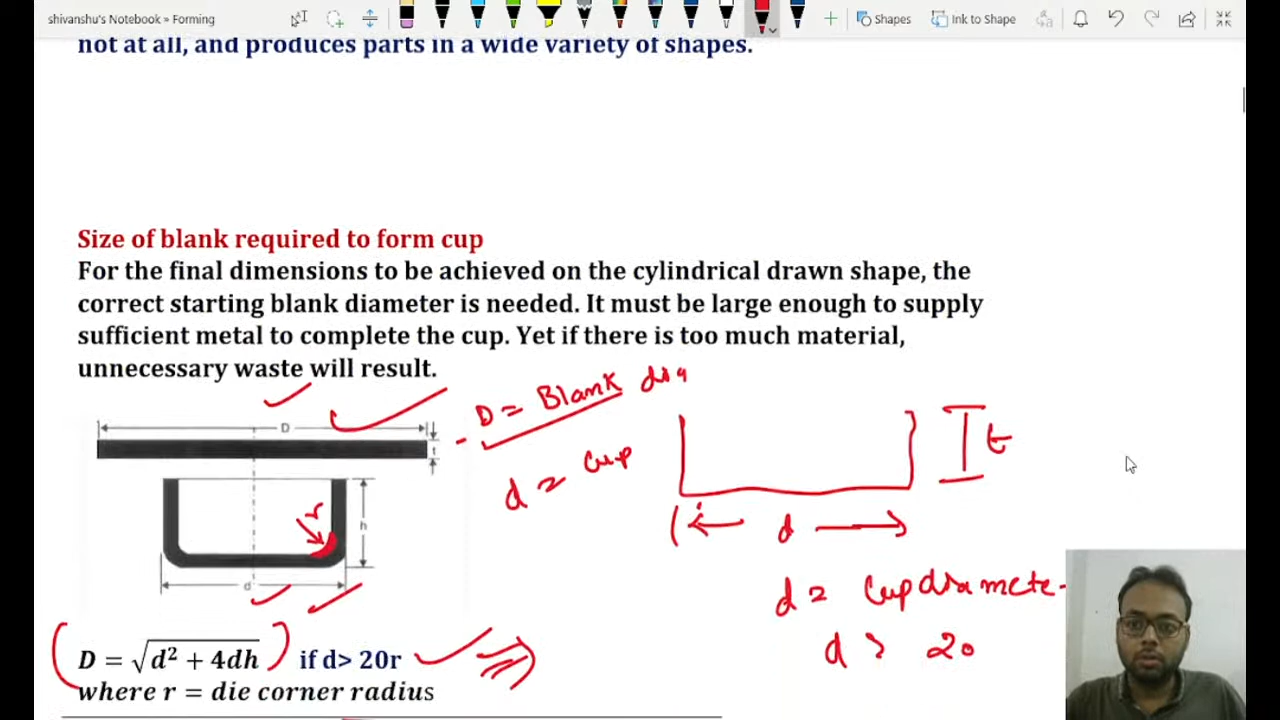 shivanshu's Notebook » Forming
Shapes
Ink to Shape
not at all, and produces parts in a wide variety of shapes.
Size of blank required to form cup
For the final dimensions to be achieved on the cylindrical drawn shape, the
correct starting blank diameter is needed. It must be large enough to supply
sufficient metal to complete the cup. Yet if there is too much material,
unnecessary waste will result.
D
t
D = Blank dia
d = cup
t
r
h
d
d
d = cup diamete
d > 20
D = √d² + 4dh if d> 20r
where r = die corner radius